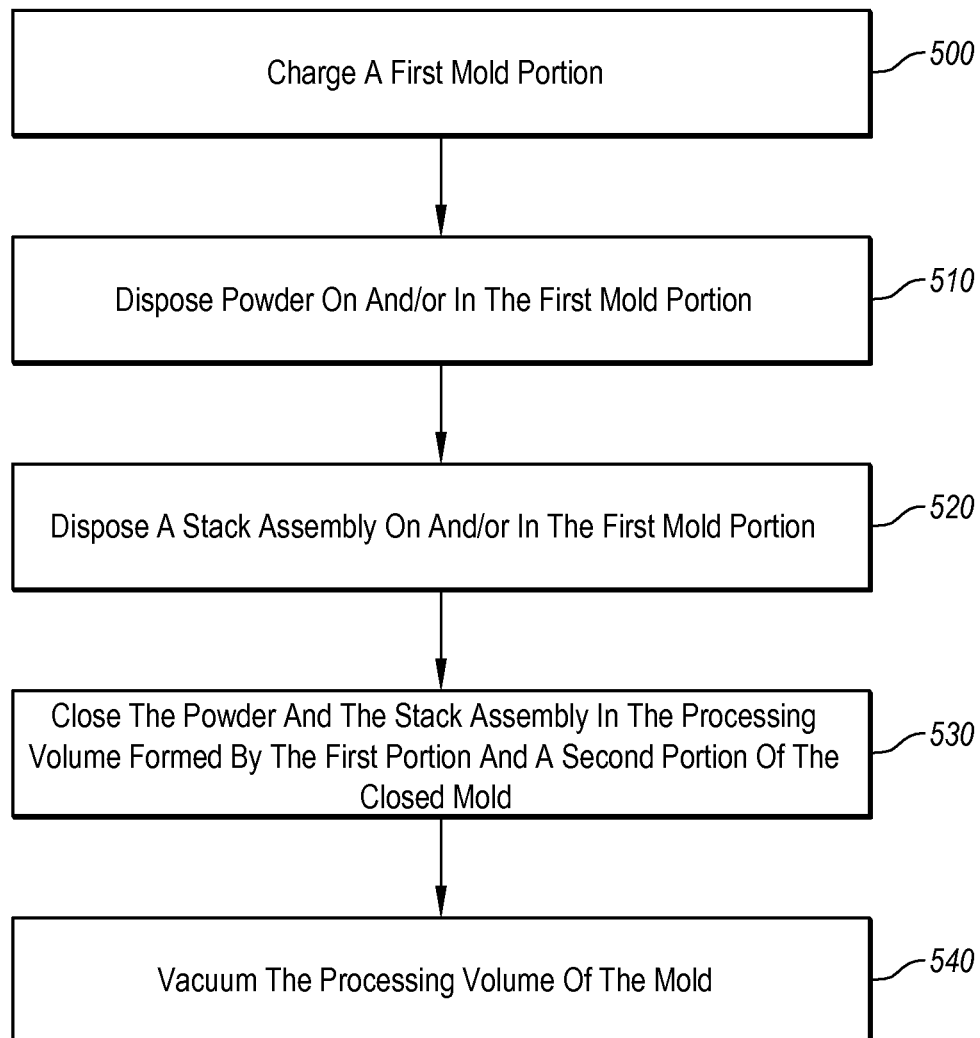 Charge A First Mold Portion
500
Dispose Powder On And/or In The First Mold Portion
510
Dispose A Stack Assembly On And/or In The First Mold Portion
520
Close The Powder And The Stack Assembly In The Processing
Volume Formed By The First Portion And A Second Portion Of The
Closed Mold
530
Vacuum The Processing Volume Of The Mold
540